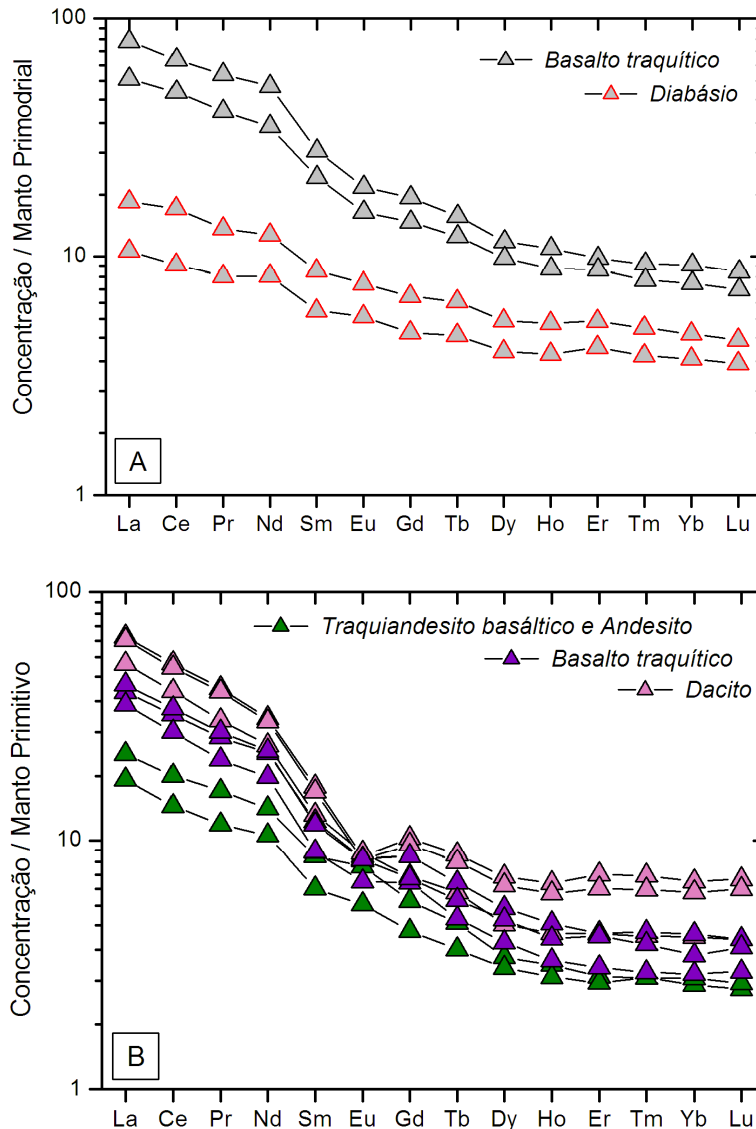 100
Basalto traquítico
Diabásio
10
1
Concentração / Manto Primodrial
A
La Ce Pr Nd Sm Eu Gd Tb Dy Ho Er Tm Yb Lu
100
Traquiandesito basáltico e Andesito
Basalto traquítico
Dacito
10
1
Concentração / Manto Primitivo
B
La Ce Pr Nd Sm Eu Gd Tb Dy Ho Er Tm Yb Lu